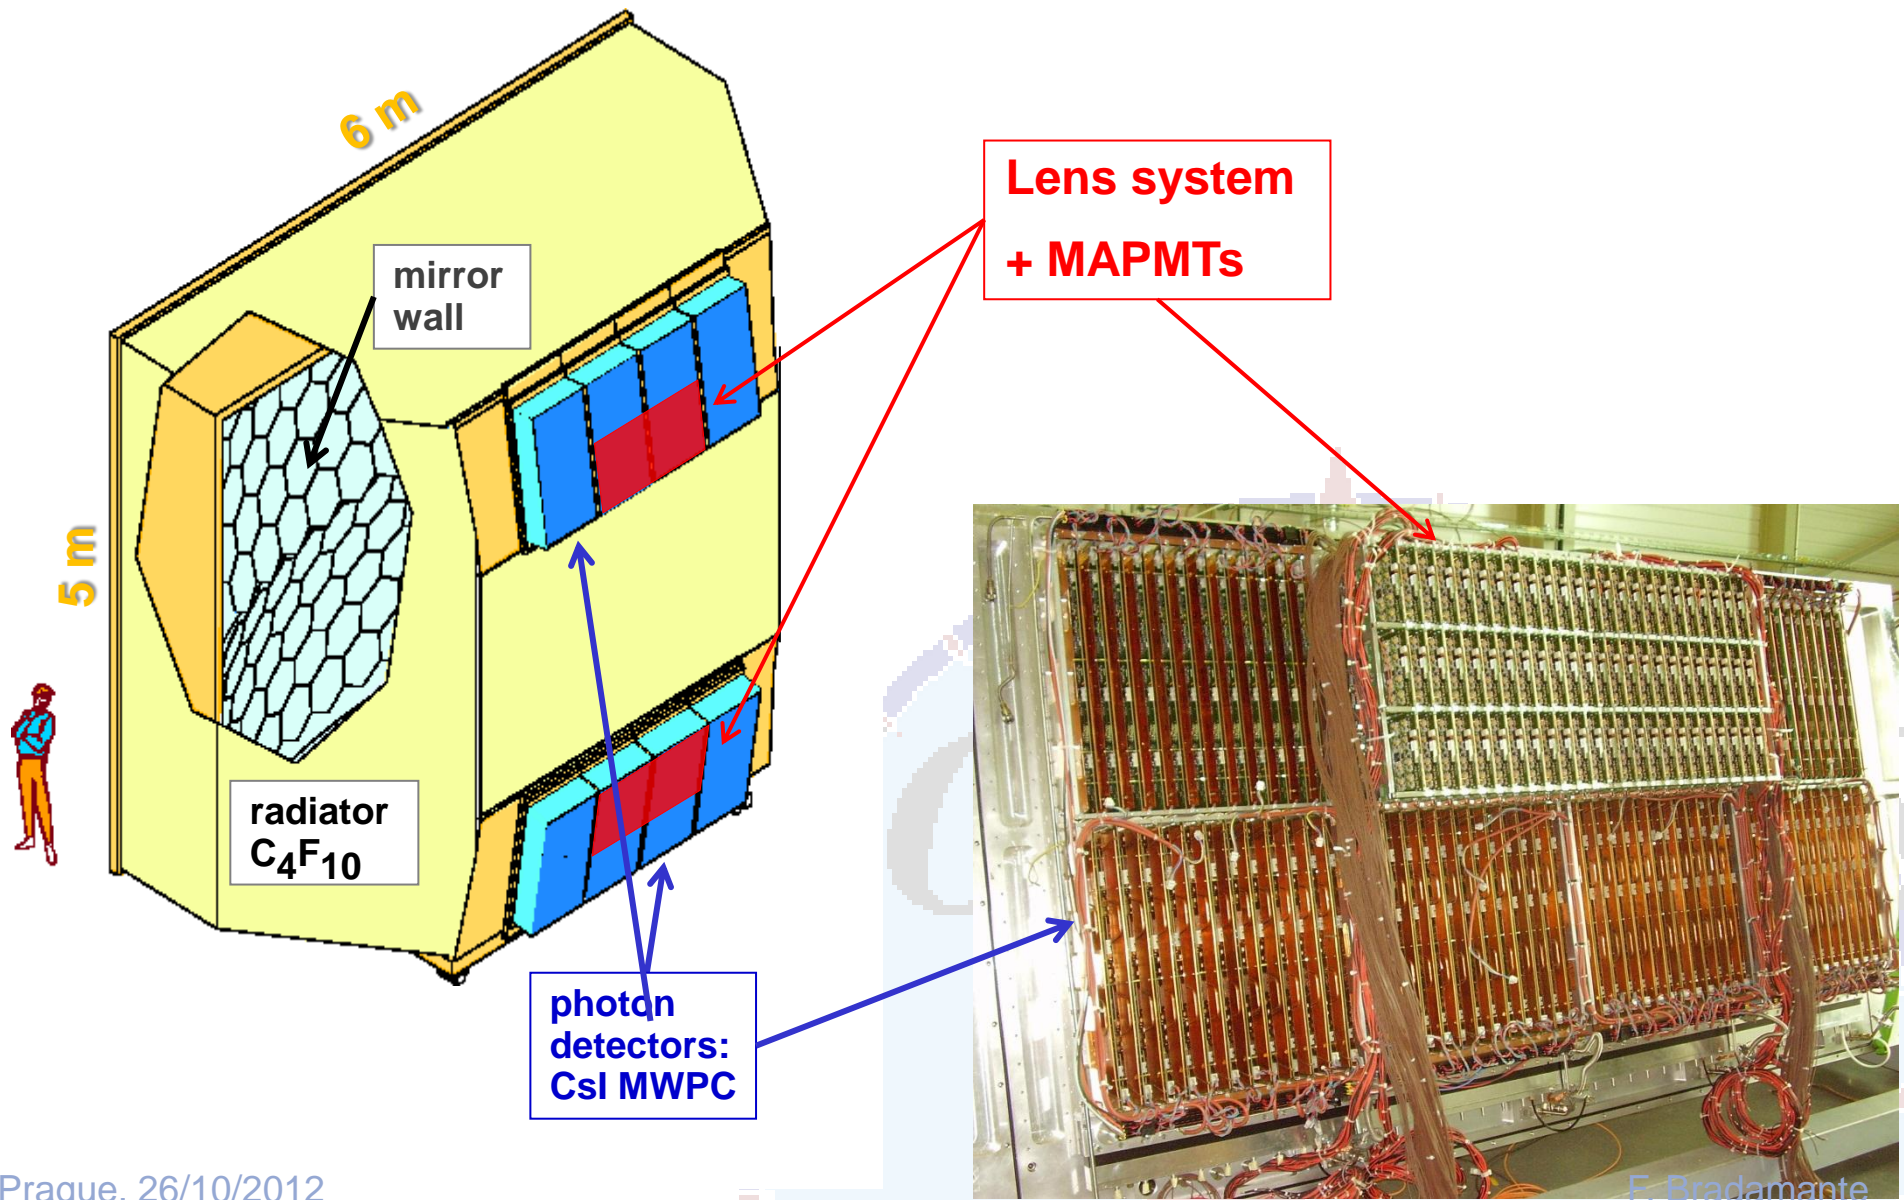 6 m
Lens system
+ MAPMTs
mirror
wall
5 m
radiator
C₄F₁₀
photon
detectors:
CsI MWPC
Prague, 26/10/2012
F. Bradamante